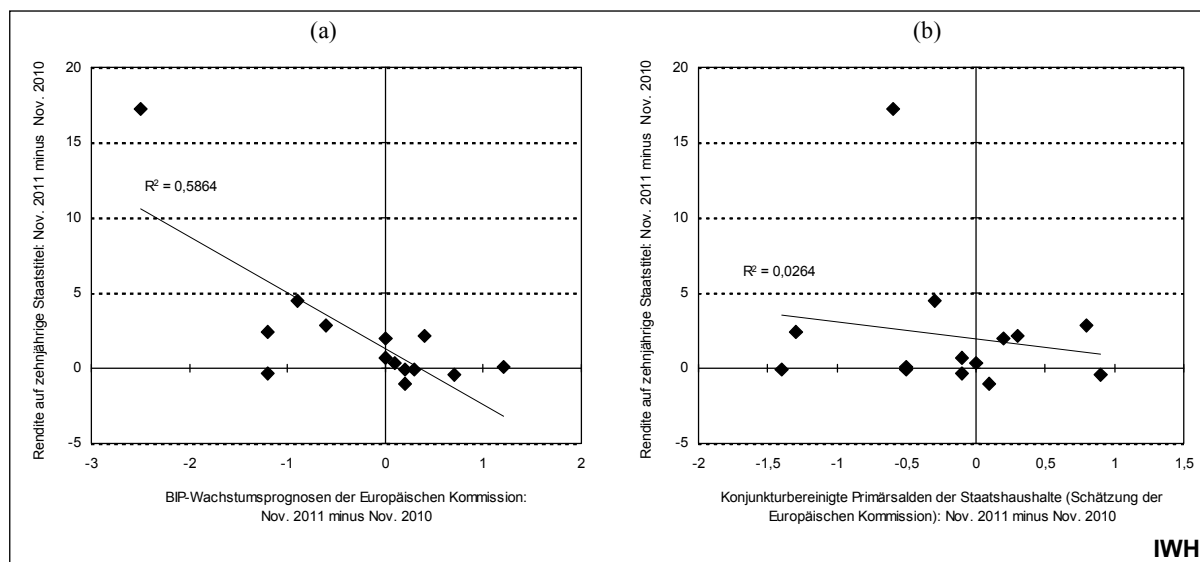 (a)
Rendite auf zehnjährige Staatstitel: Nov. 2011 minus Nov. 2010
20
15
10
5
0
-5
R² = 0,5864
-3
-2
-1
0
1
2
BIP-Wachstumsprognosen der Europäischen Kommission:
Nov. 2011 minus Nov. 2010
(b)
Rendite auf zehnjährige Staatstitel: Nov. 2011 minus Nov. 2010
20
15
10
5
0
-5
R² = 0,0264
-2
-1,5
-1
-0,5
0
0,5
1
1,5
Konjunkturbereinigte Primärsalden der Staatshaushalte (Schätzung der
Europäischen Kommission): Nov. 2011 minus Nov. 2010
IWH